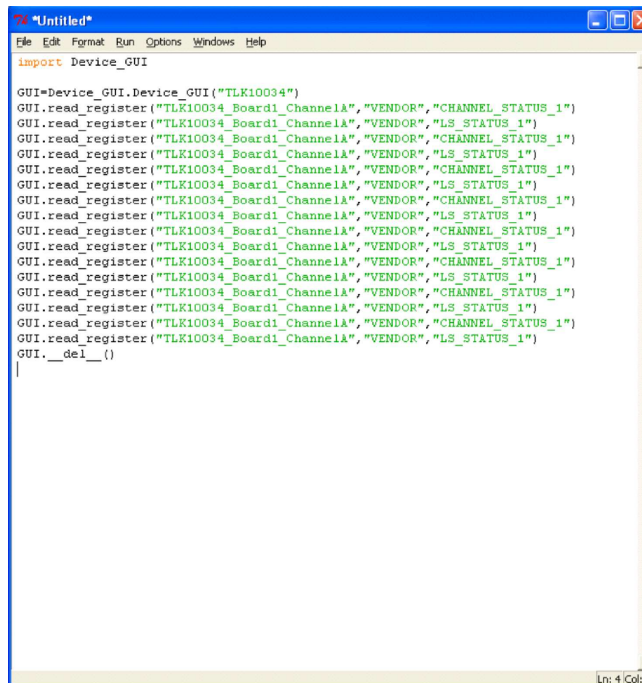 *Untitled*
File Edit Format Run Options Windows Help
import Device_GUI
GUI=Device_GUI.Device_GUI("TLK10034")
GUI.read_register("TLK10034_Board1_ChannelA","VENDOR","CHANNEL_STATUS_1")
GUI.read_register("TLK10034_Board1_ChannelA","VENDOR","LS_STATUS_1")
GUI.read_register("TLK10034_Board1_ChannelA","VENDOR","CHANNEL_STATUS_1")
GUI.read_register("TLK10034_Board1_ChannelA","VENDOR","LS_STATUS_1")
GUI.read_register("TLK10034_Board1_ChannelA","VENDOR","CHANNEL_STATUS_1")
GUI.read_register("TLK10034_Board1_ChannelA","VENDOR","LS_STATUS_1")
GUI.read_register("TLK10034_Board1_ChannelA","VENDOR","CHANNEL_STATUS_1")
GUI.read_register("TLK10034_Board1_ChannelA","VENDOR","LS_STATUS_1")
GUI.read_register("TLK10034_Board1_ChannelA","VENDOR","CHANNEL_STATUS_1")
GUI.read_register("TLK10034_Board1_ChannelA","VENDOR","LS_STATUS_1")
GUI.read_register("TLK10034_Board1_ChannelA","VENDOR","CHANNEL_STATUS_1")
GUI.read_register("TLK10034_Board1_ChannelA","VENDOR","LS_STATUS_1")
GUI.read_register("TLK10034_Board1_ChannelA","VENDOR","CHANNEL_STATUS_1")
GUI.read_register("TLK10034_Board1_ChannelA","VENDOR","LS_STATUS_1")
GUI.read_register("TLK10034_Board1_ChannelA","VENDOR","CHANNEL_STATUS_1")
GUI.read_register("TLK10034_Board1_ChannelA","VENDOR","LS_STATUS_1")
GUI.__del__()
Ln: 4 Col: